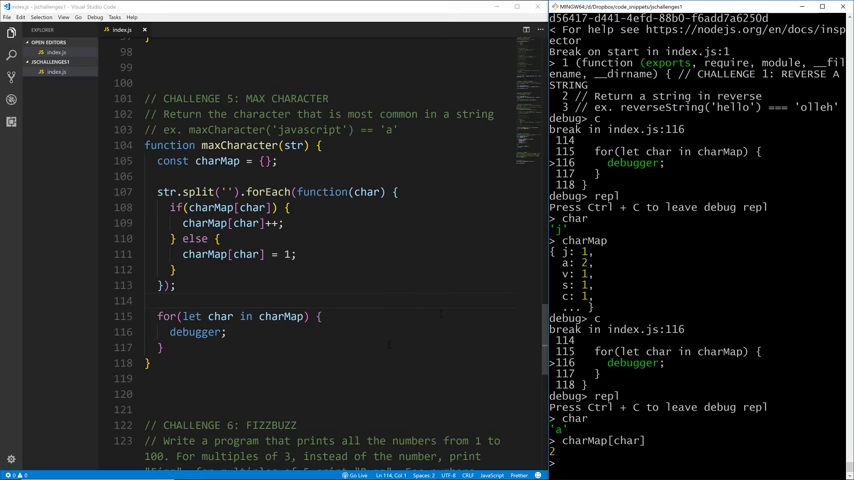 index.js - jschallenges1 - Visual Studio Code
File Edit Selection View Go Debug Tasks Help
EXPLORER
OPEN EDITORS
index.js
JSCHALLENGES1
index.js
index.js
98
99
100
101 // CHALLENGE 5: MAX CHARACTER
102 // Return the character that is most common in a string
103 // ex. maxCharacter('javascript') == 'a'
104 function maxCharacter(str) {
105 const charMap = {};
106
107 str.split('').forEach(function(char) {
108 if(charMap[char]) {
109 charMap[char]++;
110 } else {
111 charMap[char] = 1;
112 }
113 });
114
115 for(let char in charMap) {
116 debugger;
117 }
118 }
119
120
121
122 // CHALLENGE 6: FIZZBUZZ
123 // Write a program that prints all the numbers from 1 to
100. For multiples of 3, instead of the number, print
0 0
Go Live Ln 114, Col 1 Spaces: 2 UTF-8 CRLF JavaScript Prettier
MINGW64:/d/Dropbox/code_snippets/jschallenges1
d56417-d441-4efd-88b0-f6add7a6250d
< For help see https://nodejs.org/en/docs/insp
ector
Break on start in index.js:1
> 1 (function (exports, require, module, __fil
ename, __dirname) { // CHALLENGE 1: REVERSE A
STRING
2 // Return a string in reverse
3 // ex. reverseString('hello') === 'olleh'
debug> c
break in index.js:116
114
115 for(let char in charMap) {
>116 debugger;
117 }
118 }
debug> repl
Press Ctrl + C to leave debug repl
> char
'j'
> charMap
{ j: 1,
a: 2,
v: 1,
s: 1,
c: 1,
... }
debug> c
break in index.js:116
114
115 for(let char in charMap) {
>116 debugger;
117 }
118 }
debug> repl
Press Ctrl + C to leave debug repl
> char
'a'
> charMap[char]
2
>